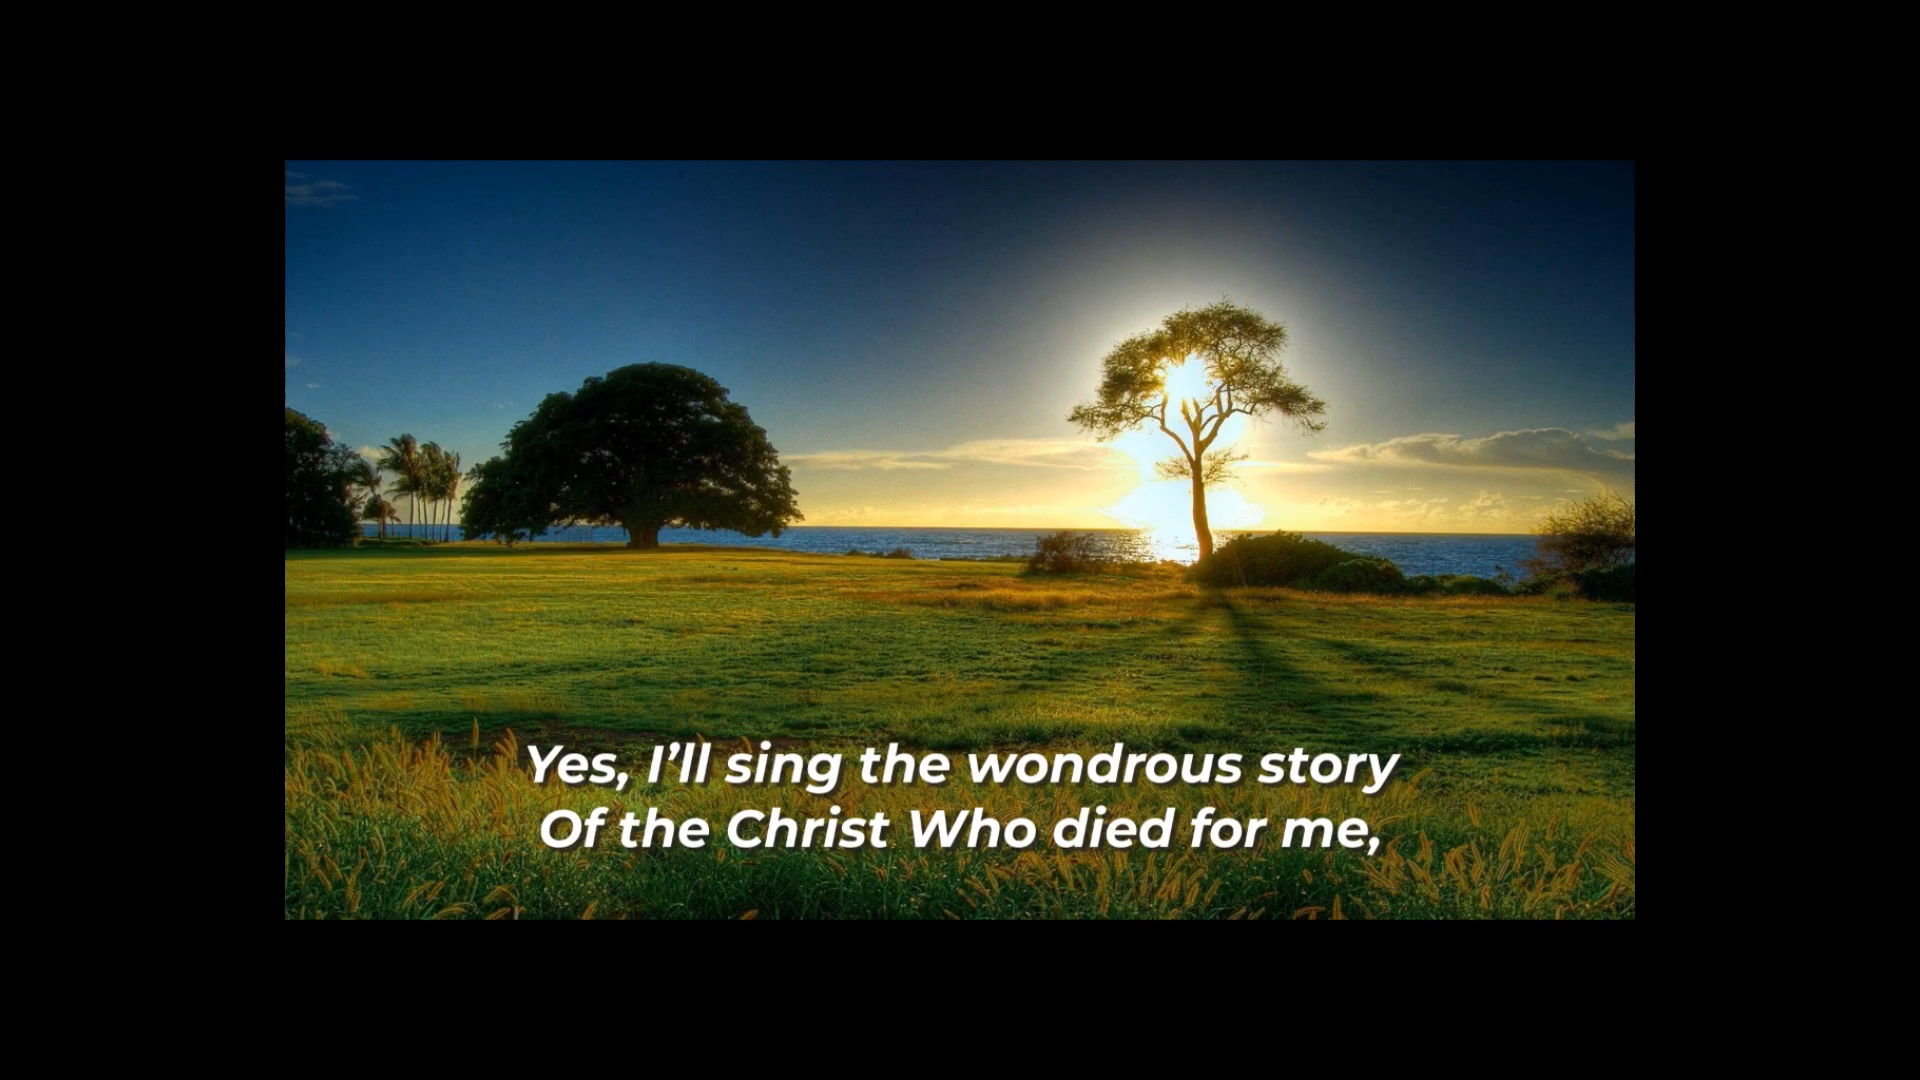 Yes, I’ll sing the wondrous story
Of the Christ Who died for me,